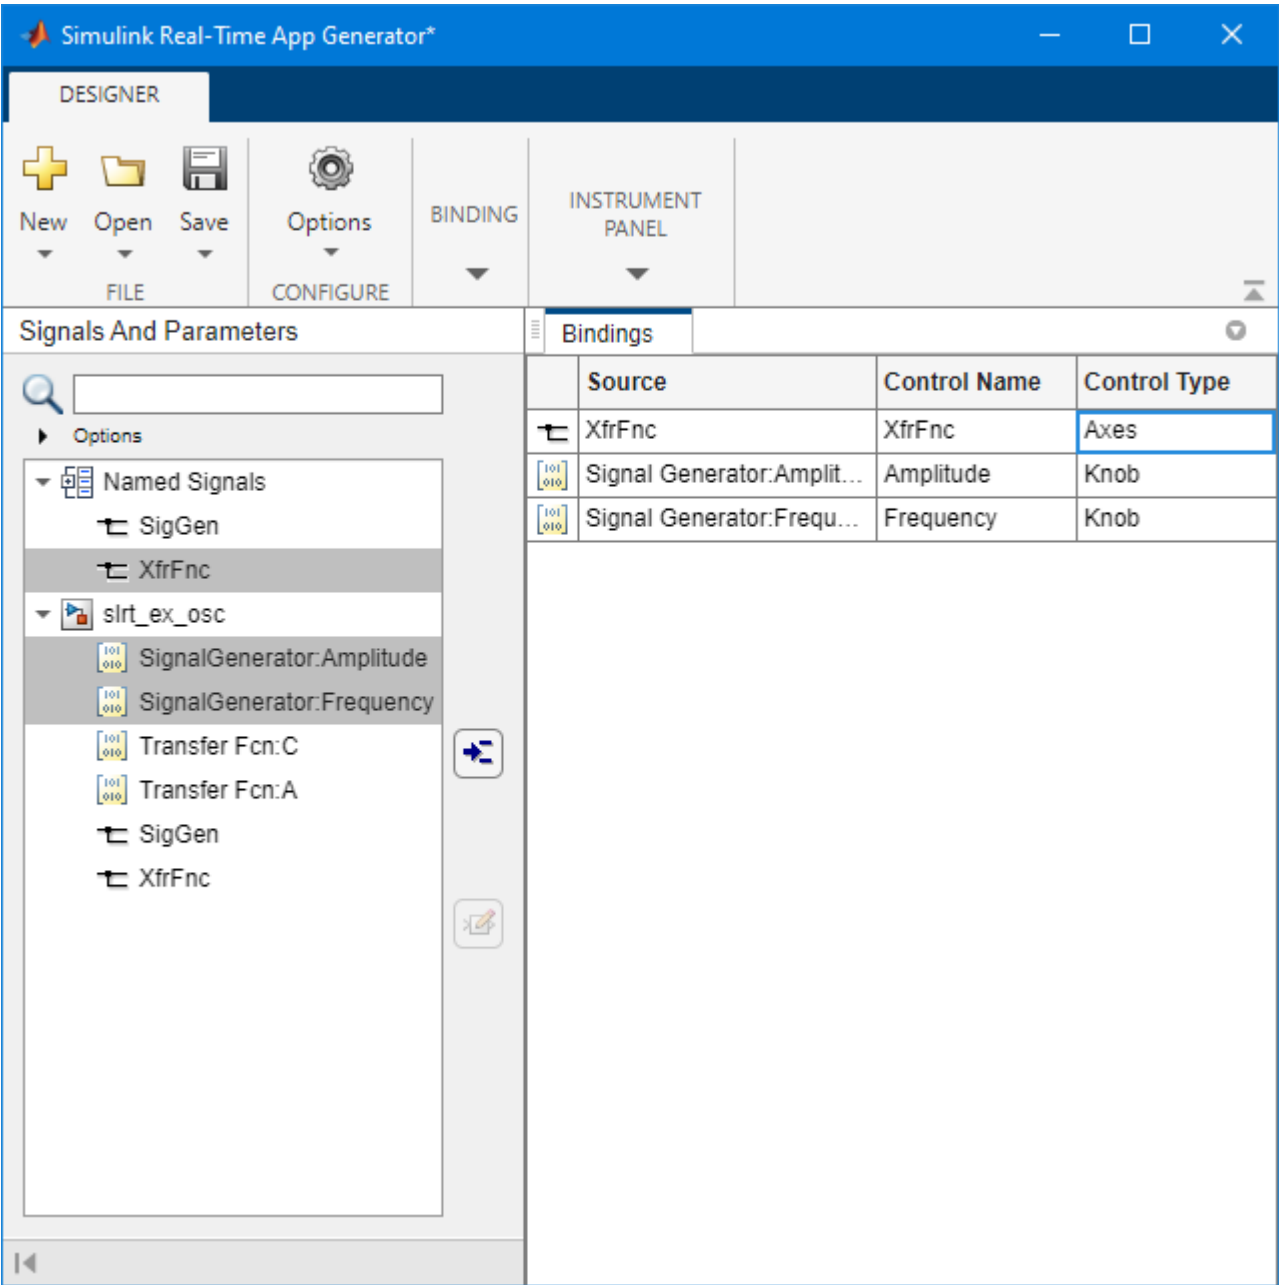 Simulink Real-Time App Generator*
DESIGNER
New
Open
Save
Options
BINDING
INSTRUMENT
PANEL
FILE
CONFIGURE
Signals And Parameters
Bindings
Options
Named Signals
SigGen
XfrFnc
slrt_ex_osc
SignalGenerator:Amplitude
SignalGenerator:Frequency
Transfer Fcn:C
Transfer Fcn:A
SigGen
XfrFnc
Source Control Name Control Type
XfrFnc XfrFnc Axes
Signal Generator:Amplit... Amplitude Knob
Signal Generator:Frequ... Frequency Knob